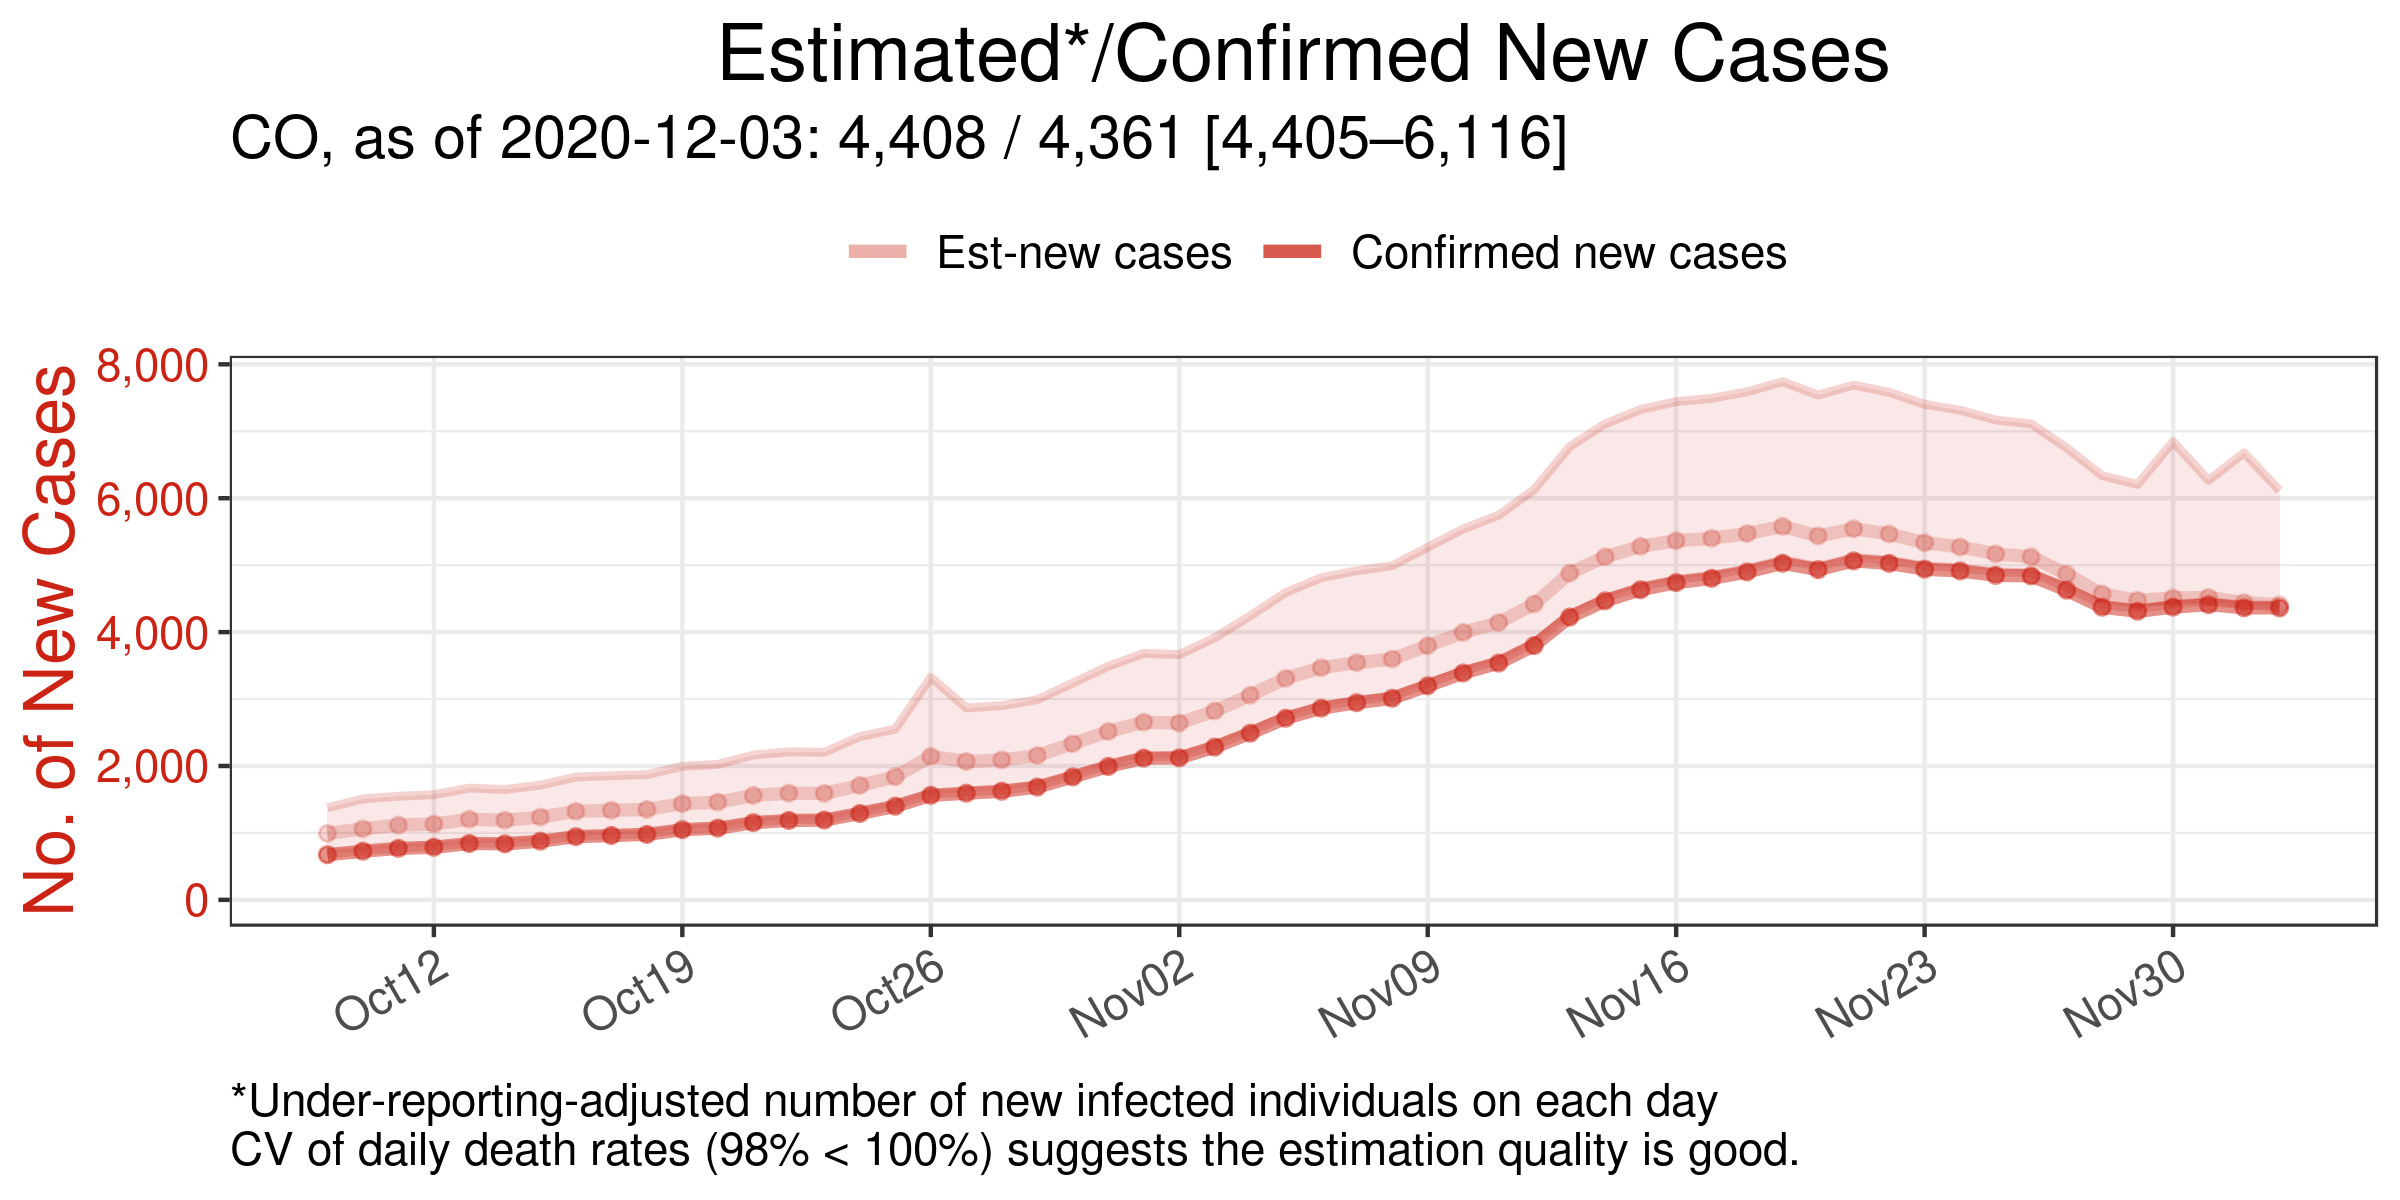 Estimated*/Confirmed New Cases
CO, as of 2020-12-03: 4,408 / 4,361 [4,405–6,116]
Est-new cases Confirmed new cases
No. of New Cases
8,000
6,000
4,000
2,000
0
Oct12 Oct19 Oct26 Nov02 Nov09 Nov16 Nov23 Nov30
*Under-reporting-adjusted number of new infected individuals on each day
CV of daily death rates (98% < 100%) suggests the estimation quality is good.